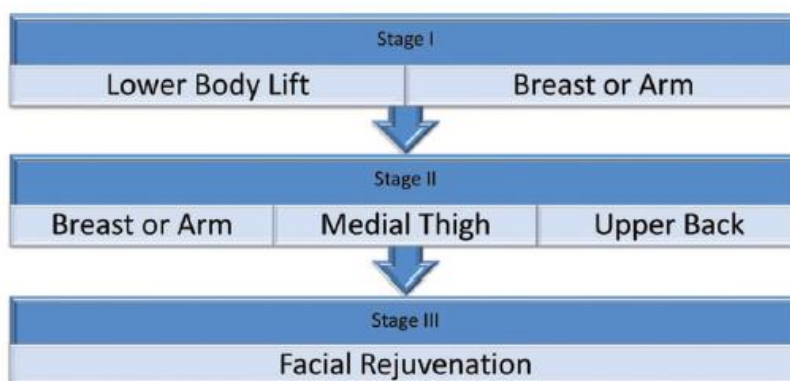 Stage I
Lower Body Lift Breast or Arm
Stage II
Breast or Arm Medial Thigh Upper Back
Stage III
Facial Rejuvenation